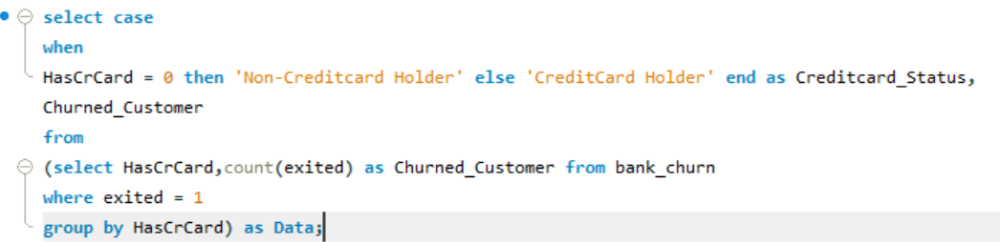 select case
when
HasCrCard = 0 then 'Non-Creditcard Holder' else 'CreditCard Holder' end as Creditcard_Status,
Churned_Customer
from
(select HasCrCard,count(exited) as Churned_Customer from bank_churn
where exited = 1
group by HasCrCard) as Data;